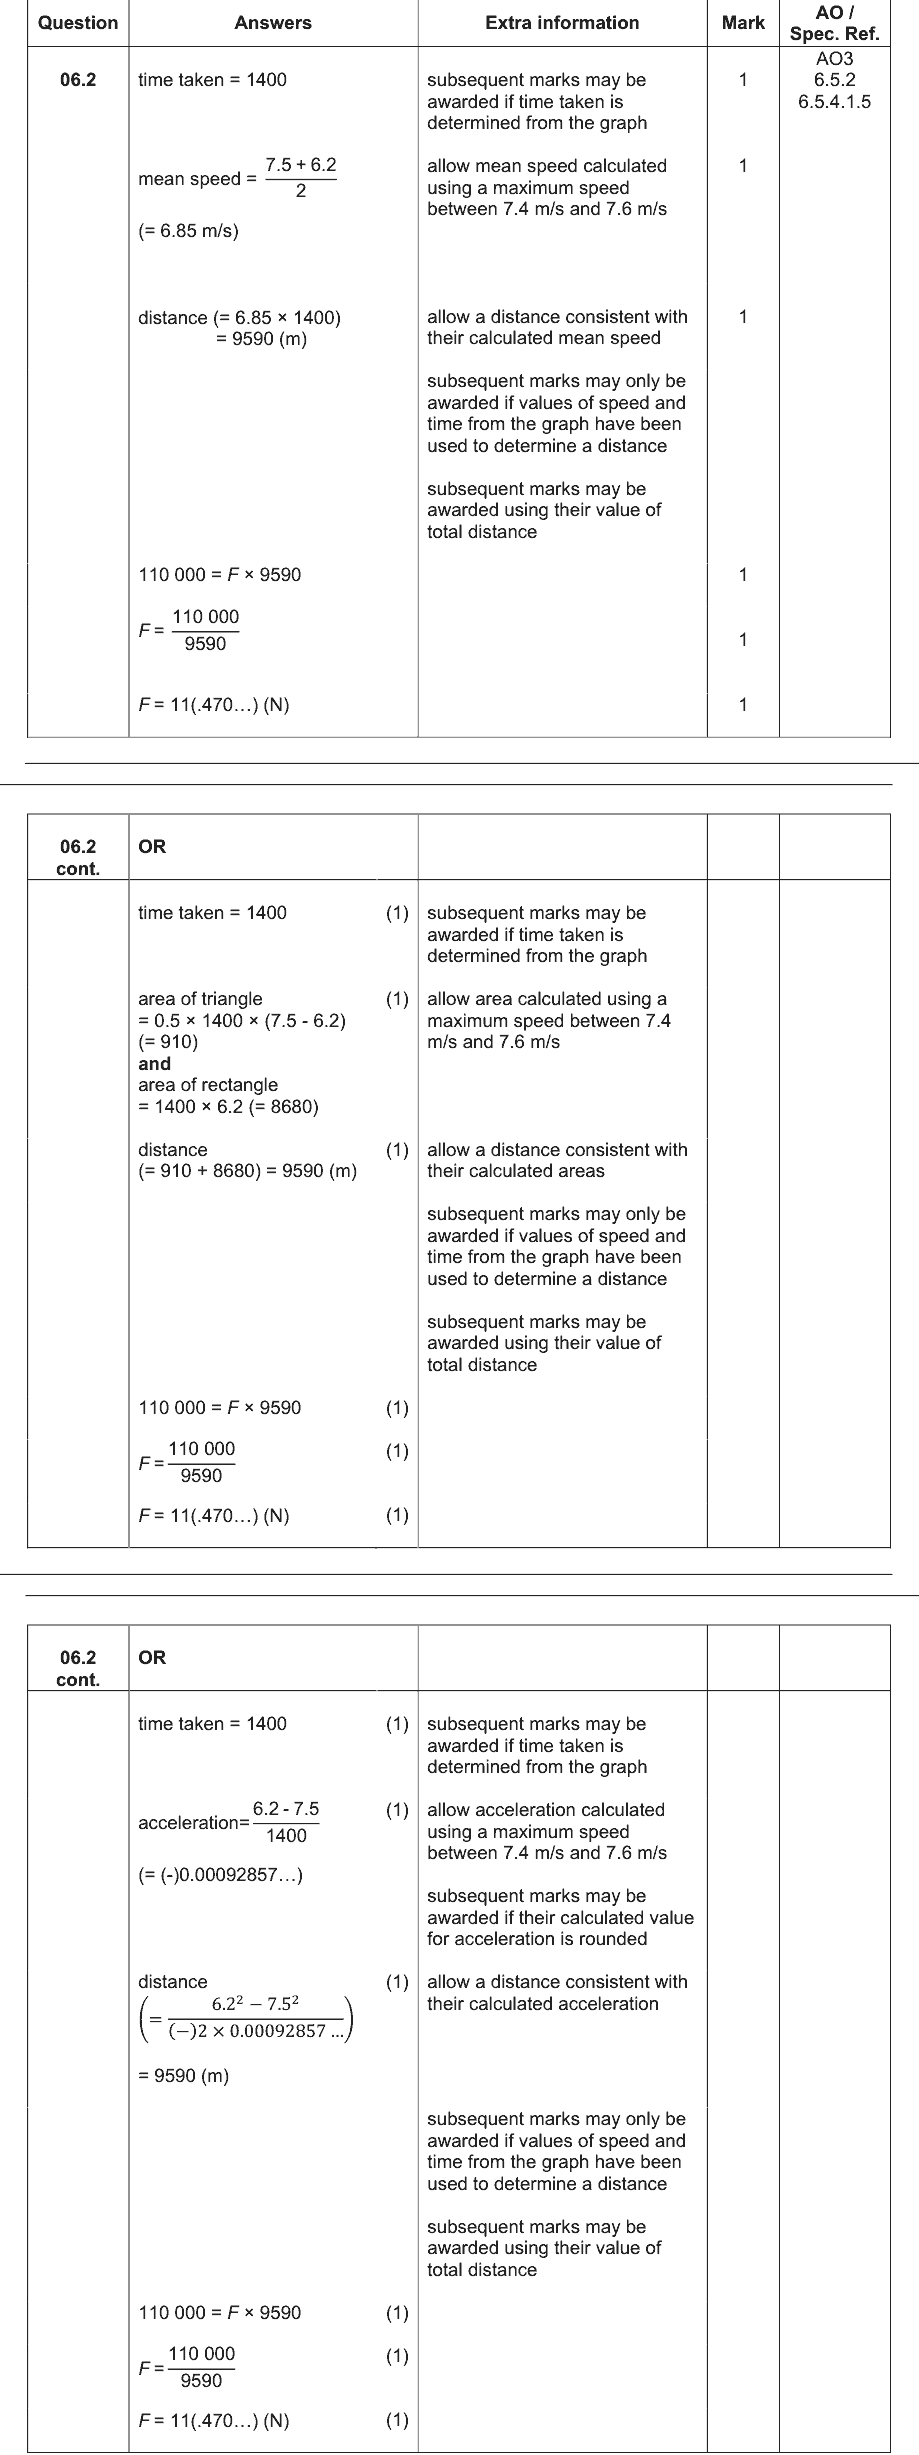 Question Answers Extra information Mark AO / Spec. Ref.
06.2 time taken = 1400 subsequent marks may be awarded if time taken is determined from the graph 1 AO3 6.5.2 6.5.4.1.5
mean speed = (7.5 + 6.2) / 2
(= 6.85 m/s)
allow mean speed calculated
using a maximum speed
between 7.4 m/s and 7.6 m/s
1
distance (= 6.85 × 1400)
= 9590 (m)
allow a distance consistent with
their calculated mean speed
1
subsequent marks may only be
awarded if values of speed and
time from the graph have been
used to determine a distance
subsequent marks may be
awarded using their value of
total distance
110 000 = F × 9590 1
F = 110 000 / 9590 1
F = 11(.470...) (N) 1
06.2 cont. OR
time taken = 1400 (1)
subsequent marks may be
awarded if time taken is
determined from the graph
area of triangle (1)
= 0.5 × 1400 × (7.5 - 6.2)
(= 910)
and
area of rectangle
= 1400 × 6.2 (= 8680)
allow area calculated using a
maximum speed between 7.4
m/s and 7.6 m/s
distance (1)
(= 910 + 8680) = 9590 (m)
allow a distance consistent with
their calculated areas
subsequent marks may only be
awarded if values of speed and
time from the graph have been
used to determine a distance
subsequent marks may be
awarded using their value of
total distance
110 000 = F × 9590 (1)
F = 110 000 / 9590 (1)
F = 11(.470...) (N) (1)
06.2 cont. OR
time taken = 1400 (1)
subsequent marks may be
awarded if time taken is
determined from the graph
acceleration= (6.2 - 7.5) / 1400 (1)
(= (-)0.00092857...)
allow acceleration calculated
using a maximum speed
between 7.4 m/s and 7.6 m/s
subsequent marks may be
awarded if their calculated value
for acceleration is rounded
distance (1)
(= (6.2² − 7.5²) / ((−)2 × 0.00092857 ...))
= 9590 (m)
allow a distance consistent with
their calculated acceleration
subsequent marks may only be
awarded if values of speed and
time from the graph have been
used to determine a distance
subsequent marks may be
awarded using their value of
total distance
110 000 = F × 9590 (1)
F = 110 000 / 9590 (1)
F = 11(.470...) (N) (1)